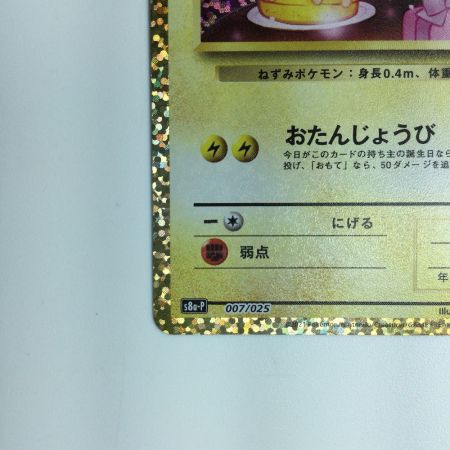 ねずみポケモン：身長0.4m、体重
おたんじょうび
今日がこのカードの持ち主の誕生日なら
投げ、「おもて」なら、50ダメージを追
にげる
弱点
年
s8a-P 007/025
Illu